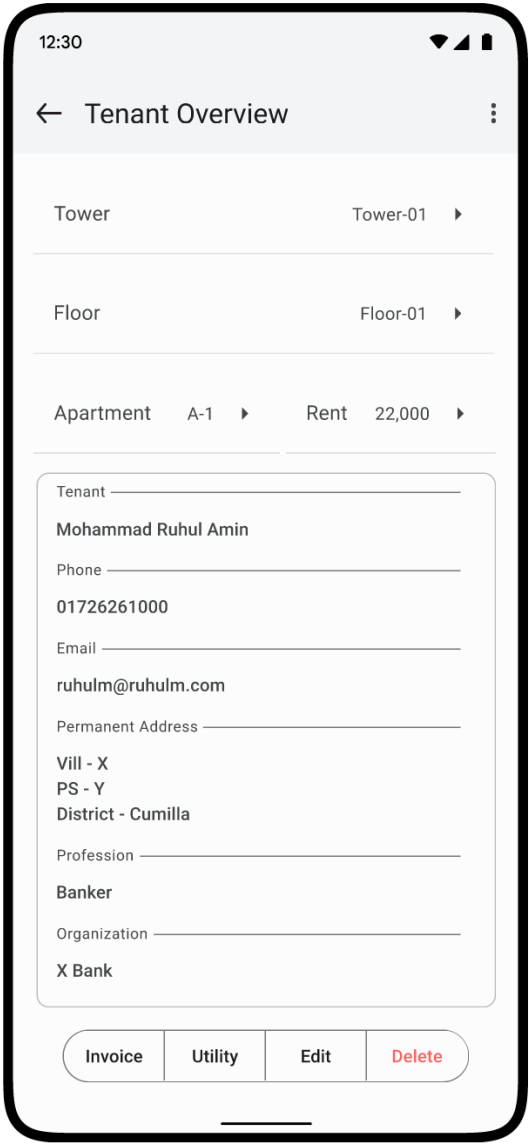 12:30
Tenant Overview
Tower Tower-01
Floor Floor-01
Apartment A-1 Rent 22,000
Tenant
Mohammad Ruhul Amin
Phone
01726261000
Email
ruhulm@ruhulm.com
Permanent Address
Vill - X
PS - Y
District - Cumilla
Profession
Banker
Organization
X Bank
Invoice Utility Edit Delete